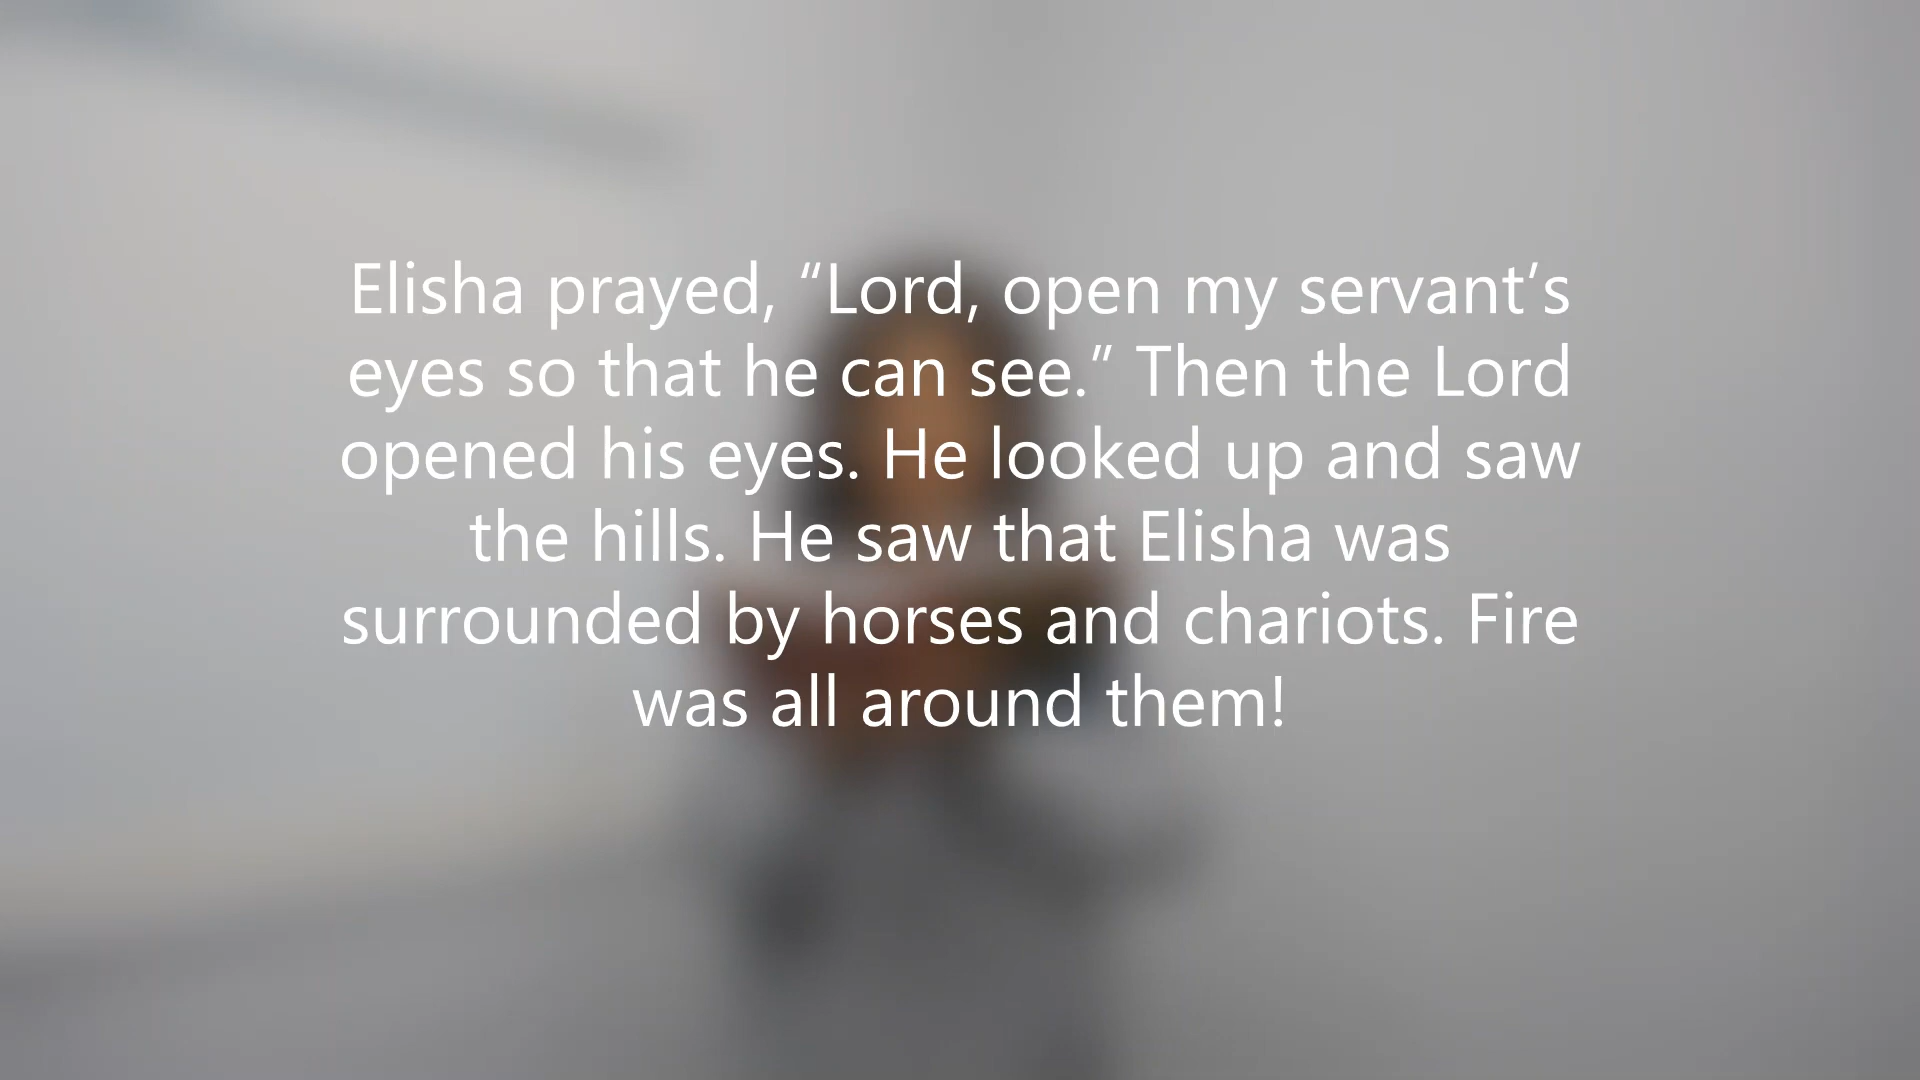 Elisha prayed, “Lord, open my servant’s
eyes so that he can see.” Then the Lord
opened his eyes. He looked up and saw
the hills. He saw that Elisha was
surrounded by horses and chariots. Fire
was all around them!